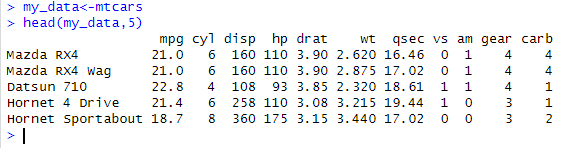 > my_data<-mtcars
> head(my_data,5)
                   mpg cyl disp  hp drat    wt  qsec vs am gear carb
Mazda RX4         21.0   6  160 110 3.90 2.620 16.46  0  1    4    4
Mazda RX4 Wag     21.0   6  160 110 3.90 2.875 17.02  0  1    4    4
Datsun 710        22.8   4  108  93 3.85 2.320 18.61  1  1    4    1
Hornet 4 Drive    21.4   6  258 110 3.08 3.215 19.44  1  0    3    1
Hornet Sportabout 18.7   8  360 175 3.15 3.440 17.02  0  0    3    2
>